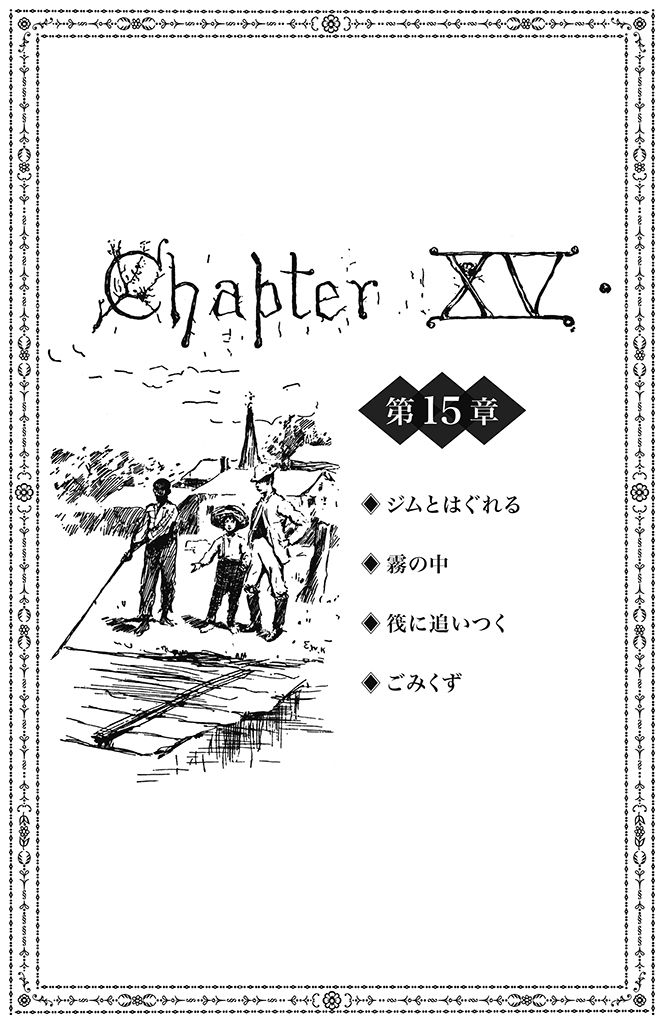 Chapter XV.
第15章
◈ ジムとはぐれる
◈ 霧の中
◈ 筏に追いつく
◈ ごみくず
E.W.K